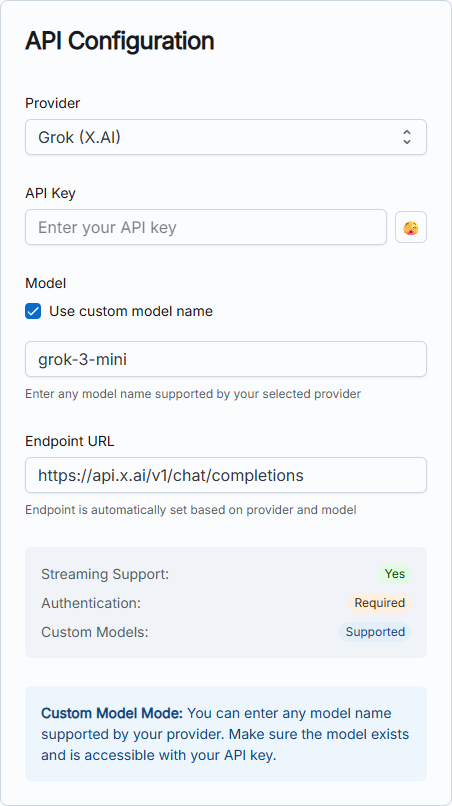 API Configuration
Provider
Grok (X.AI)
API Key
Enter your API key
Model
Use custom model name
grok-3-mini
Enter any model name supported by your selected provider
Endpoint URL
https://api.x.ai/v1/chat/completions
Endpoint is automatically set based on provider and model
Streaming Support: Yes
Authentication: Required
Custom Models: Supported
Custom Model Mode: You can enter any model name
supported by your provider. Make sure the model exists
and is accessible with your API key.